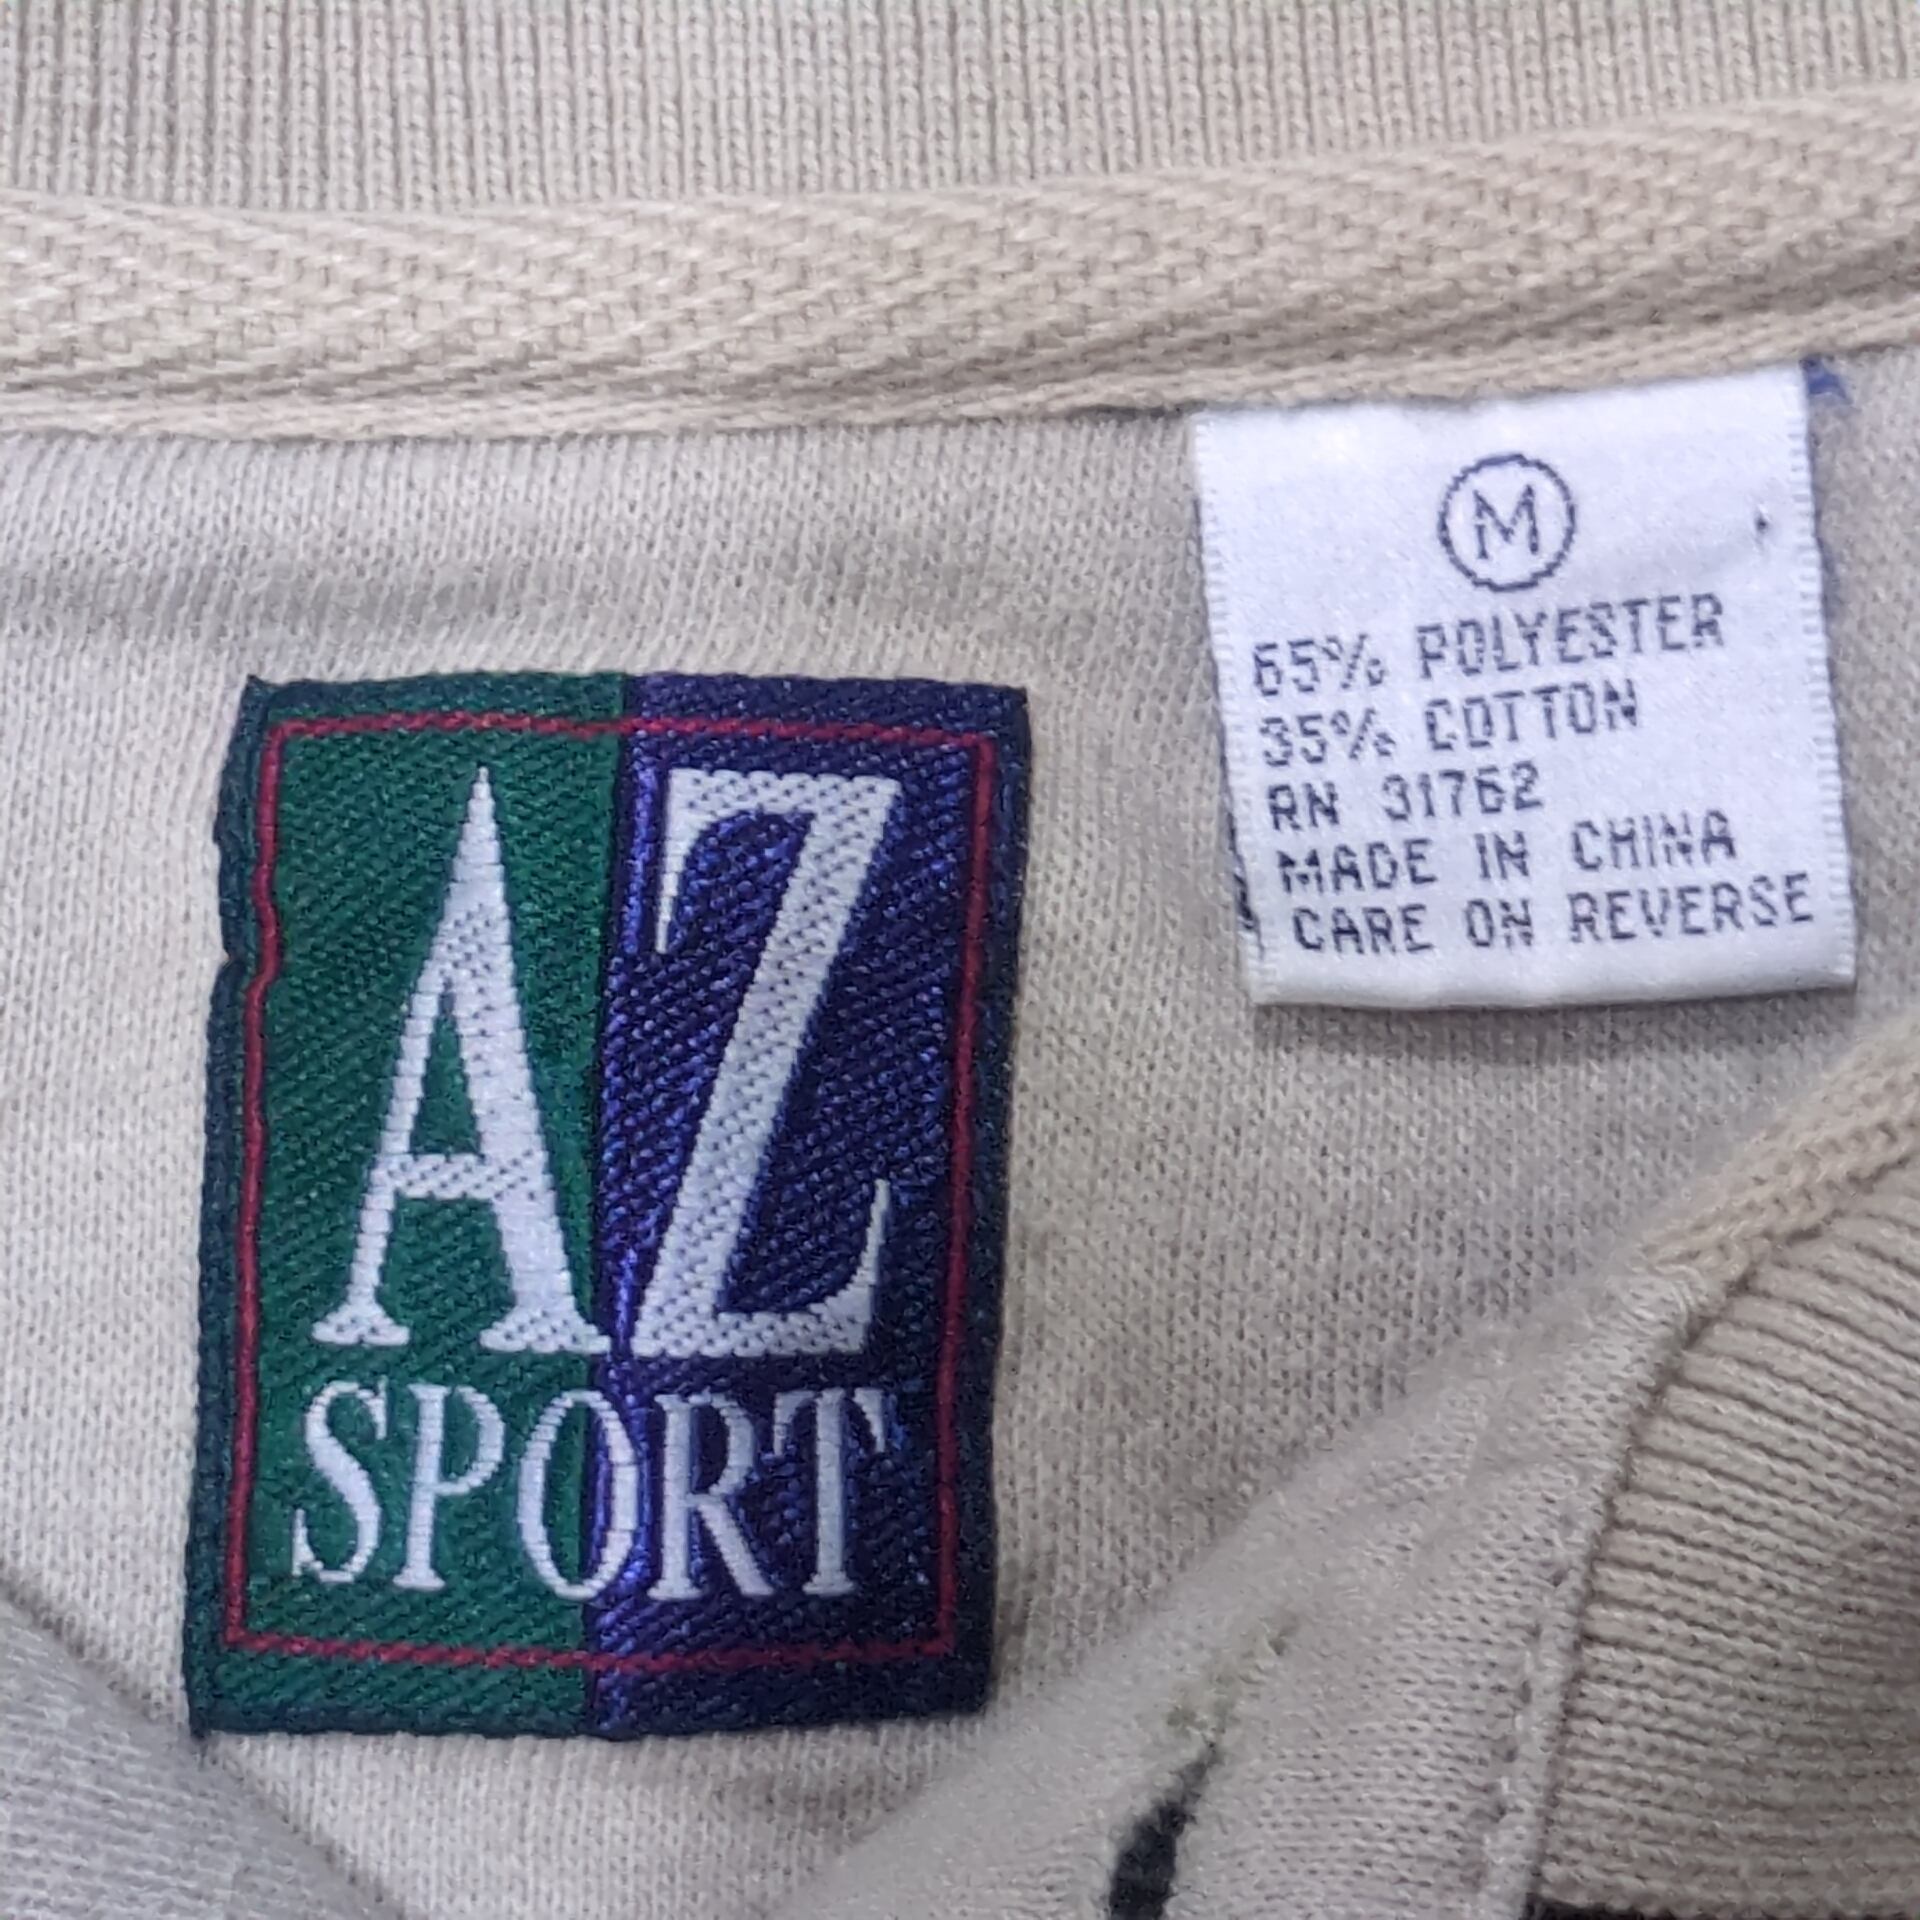 AZ
SPORT
M
65% POLYESTER
35% COTTON
RN 31762
MADE IN CHINA
CARE ON REVERSE